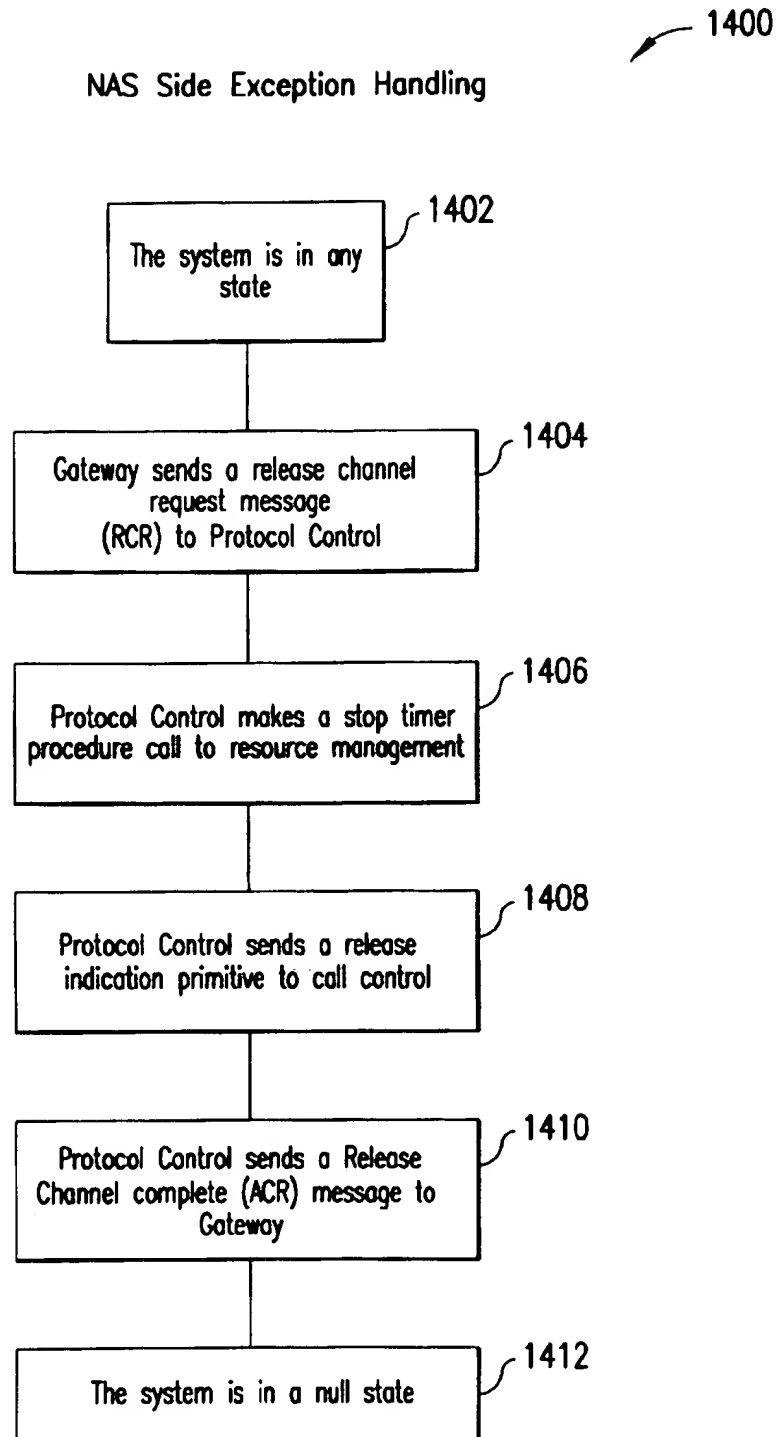 1400
NAS Side Exception Handling
1402
The system is in any
state
1404
Gateway sends a release channel
request message
(RCR) to Protocol Control
1406
Protocol Control makes a stop timer
procedure call to resource management
1408
Protocol Control sends a release
indication primitive to call control
1410
Protocol Control sends a Release
Channel complete (ACR) message to
Gateway
1412
The system is in a null state